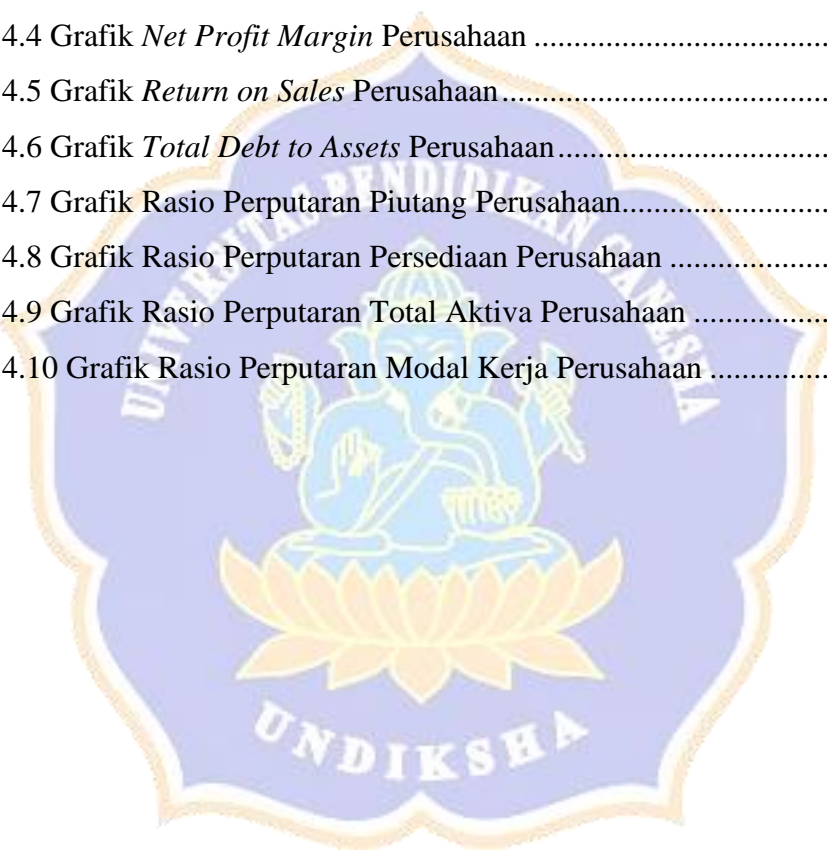 4.4 Grafik Net Profit Margin Perusahaan ......................................
4.5 Grafik Return on Sales Perusahaan..........................................
4.6 Grafik Total Debt to Assets Perusahaan...................................
4.7 Grafik Rasio Perputaran Piutang Perusahaan..........................
4.8 Grafik Rasio Perputaran Persediaan Perusahaan ....................
4.9 Grafik Rasio Perputaran Total Aktiva Perusahaan .................
4.10 Grafik Rasio Perputaran Modal Kerja Perusahaan ...............
UNIVERSITAS PENDIDIKAN GANESHA
UNDIKSHA